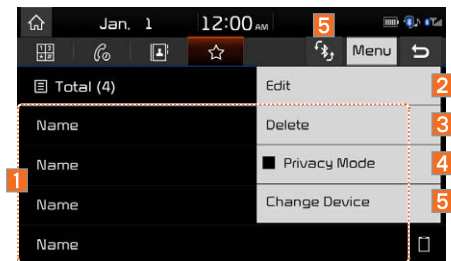 Jan. 1 12:00 AM 5
Menu
Total (4) Edit 2
Name Delete 3
Name Privacy Mode 4
1
Name Change Device 5
Name